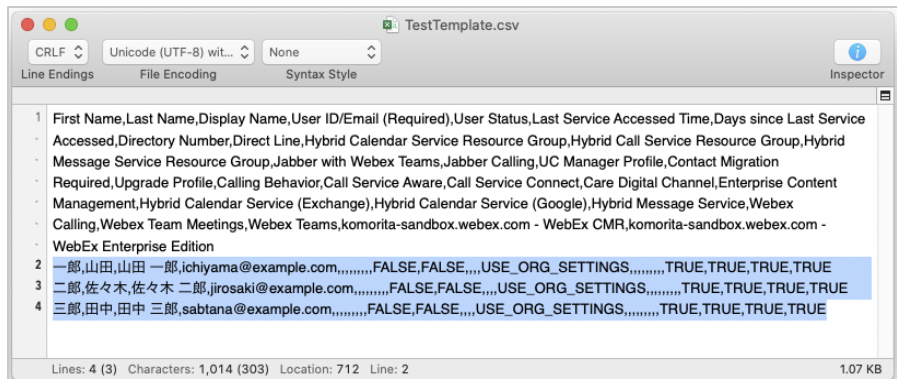 TestTemplate.csv
CRLF
Unicode (UTF-8) wit...
None
Line Endings
File Encoding
Syntax Style
Inspector
1 First Name,Last Name,Display Name,User ID/Email (Required),User Status,Last Service Accessed Time,Days since Last Service
Accessed,Directory Number,Direct Line,Hybrid Calendar Service Resource Group,Hybrid Call Service Resource Group,Hybrid
Message Service Resource Group,Jabber with Webex Teams,Jabber Calling,UC Manager Profile,Contact Migration
Required,Upgrade Profile,Calling Behavior,Call Service Aware,Call Service Connect,Care Digital Channel,Enterprise Content
Management,Hybrid Calendar Service (Exchange),Hybrid Calendar Service (Google),Hybrid Message Service,Webex
Calling,Webex Team Meetings,Webex Teams,komorita-sandbox.webex.com - WebEx CMR,komorita-sandbox.webex.com -
WebEx Enterprise Edition
2 一郎,山田,山田 一郎,ichiyama@example.com,,,,,,,,,FALSE,FALSE,,,,USE_ORG_SETTINGS,,,,,,,,,TRUE,TRUE,TRUE,TRUE
3 二郎,佐々木,佐々木 二郎,jirosaki@example.com,,,,,,,,,FALSE,FALSE,,,,USE_ORG_SETTINGS,,,,,,,,,TRUE,TRUE,TRUE,TRUE
4 三郎,田中,田中 三郎,sabtana@example.com,,,,,,,,,FALSE,FALSE,,,,USE_ORG_SETTINGS,,,,,,,,,TRUE,TRUE,TRUE,TRUE
Lines: 4 (3) Characters: 1,014 (303) Location: 712 Line: 2
1.07 KB